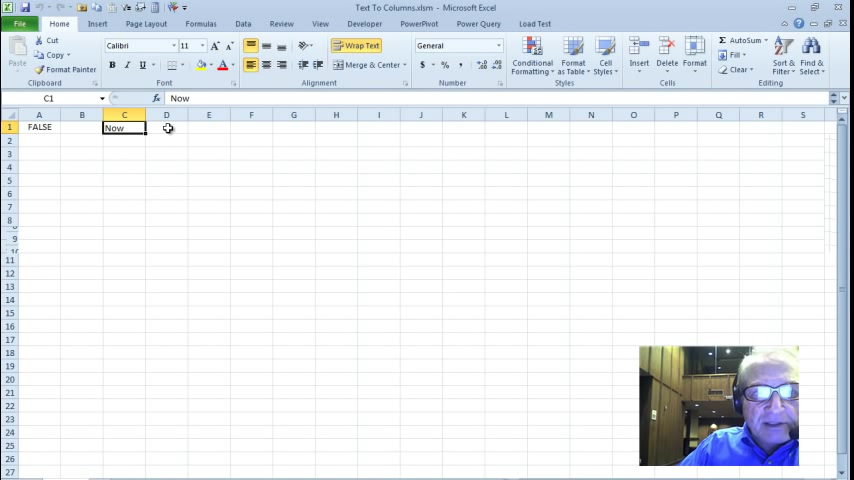 Text To Columns.xlsm - Microsoft Excel
File Home Insert Page Layout Formulas Data Review View Developer PowerPivot Power Query Load Test
Cut
Copy
Format Painter
Paste
Clipboard
Calibri 11
B I U
Font
Wrap Text
Merge & Center
Alignment
General
$ % ,
Number
Conditional Formatting
Format as Table
Cell Styles
Styles
Insert Delete Format
Cells
AutoSum
Fill
Clear
Sort & Filter
Find & Select
Editing
C1 fx Now
A B C D E F G H I J K L M N O P Q R S
1 FALSE Now
2
3
4
5
6
7
8
9
10
11
12
13
14
15
16
17
18
19
20
21
22
23
24
25
26
27